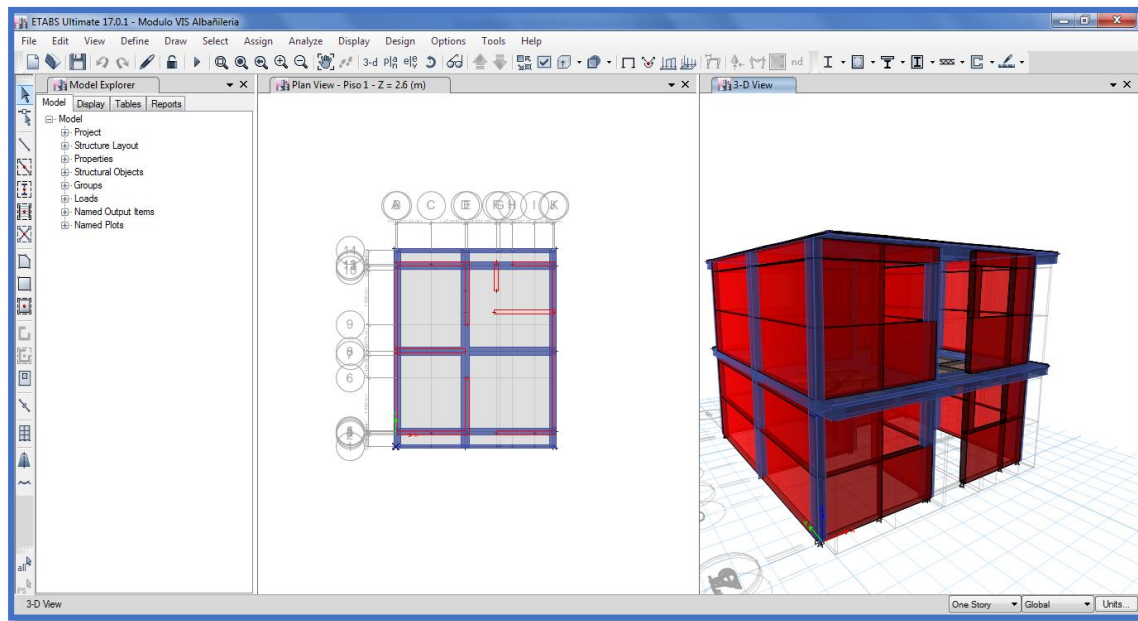 ETABS Ultimate 17.0.1 - Modulo VIS Albañileria
File Edit View Define Draw Select Assign Analyze Display Design Options Tools Help
3-d nd
Model Explorer
Model Display Tables Reports
Model
Project
Structure Layout
Properties
Structural Objects
Groups
Loads
Named Output Items
Named Plots
Plan View - Piso 1 - Z = 2.6 (m)
C H I K
14
9
6
3-D View
all
3-D View
One Story Global Units...